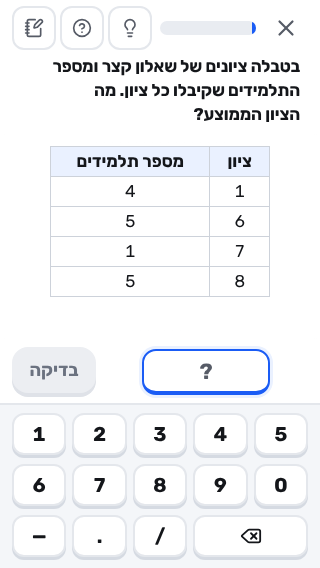 בטבלה ציונים של שאלון קצר ומספר
התלמידים שקיבלו כל ציון. מה
הציון הממוצע?
ציון מספר תלמידים
1 4
6 5
7 1
8 5
? בדיקה
1 2 3 4 5
6 7 8 9 0
− . /